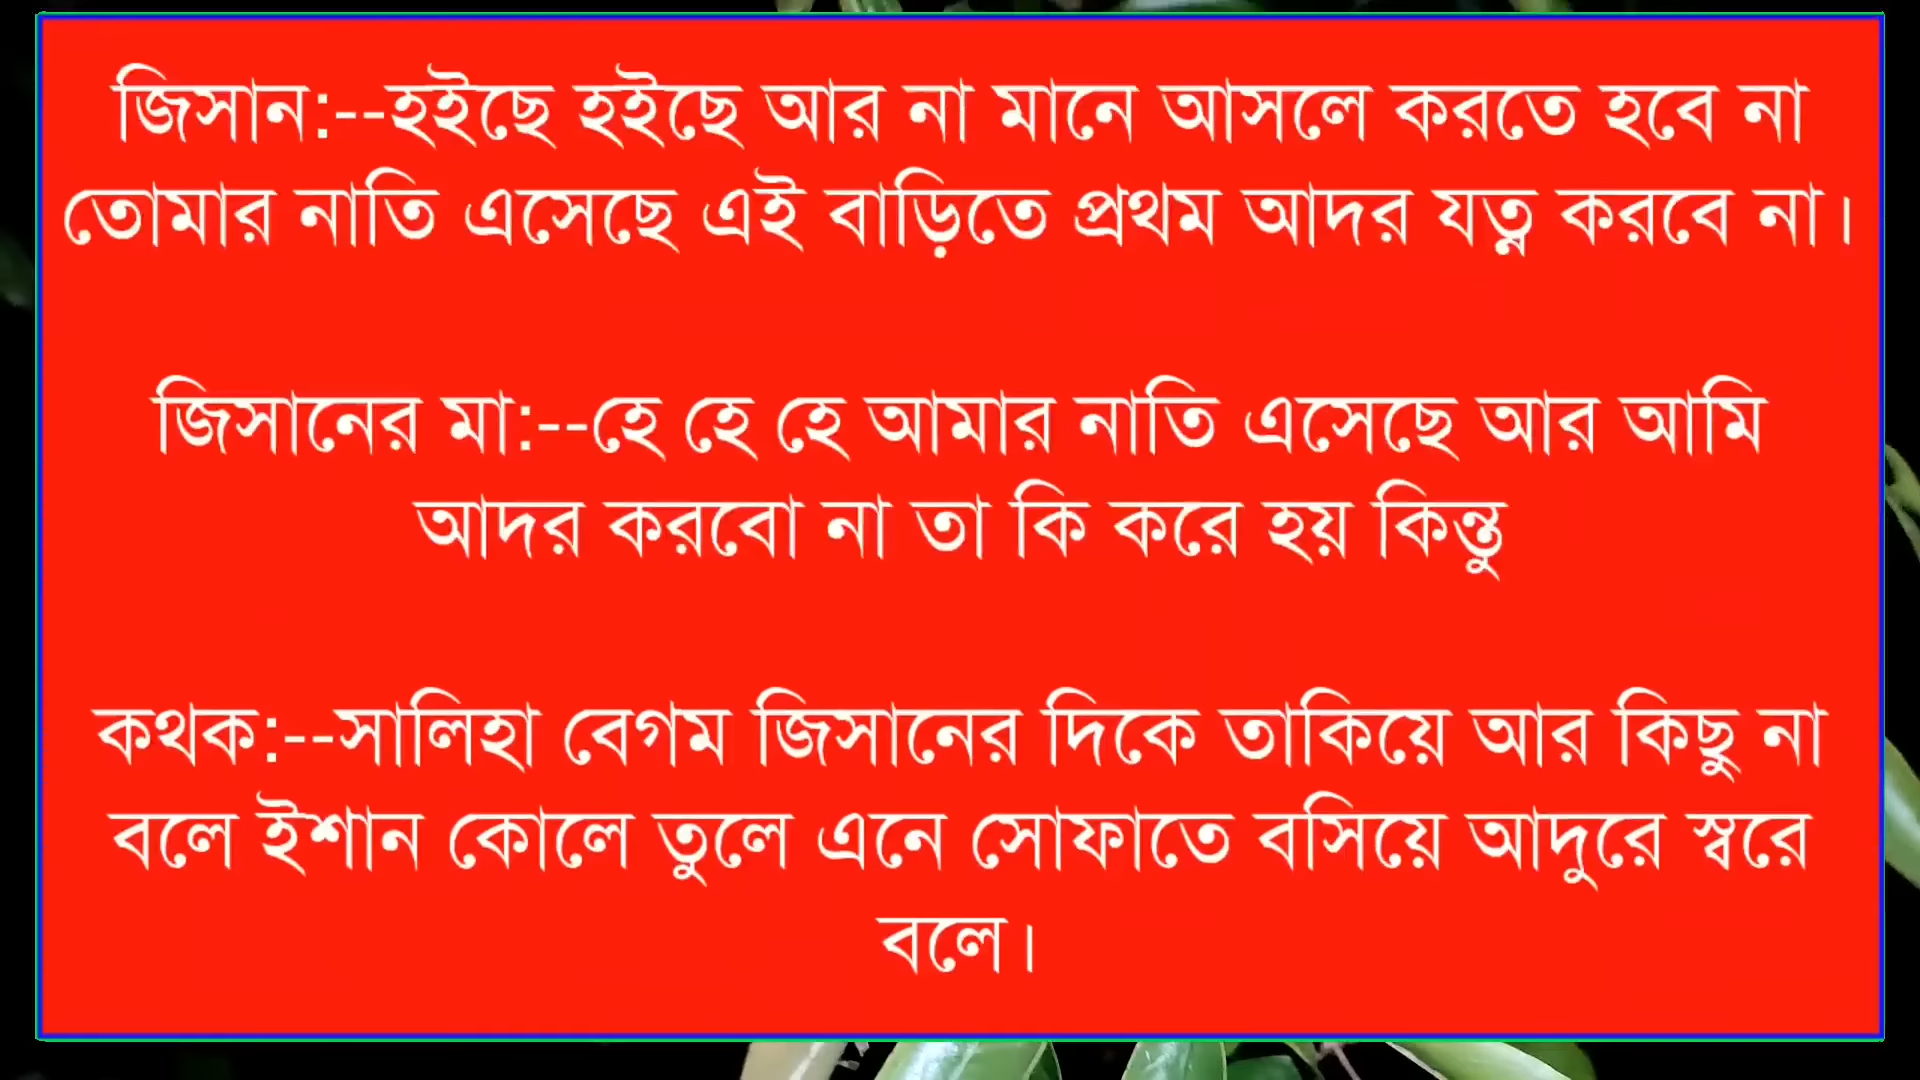 জিসান:--হইছে হইছে আর না মানে আসলে করতে হবে না
তোমার নাতি এসেছে এই বাড়িতে প্রথম আদর যত্ন করবে না।
জিসানের মা:--হে হে হে আমার নাতি এসেছে আর আমি
আদর করবো না তা কি করে হয় কিন্তু
কথক:--সালিহা বেগম জিসানের দিকে তাকিয়ে আর কিছু না
বলে ইশান কোলে তুলে এনে সোফাতে বসিয়ে আদুরে স্বরে
বলে।